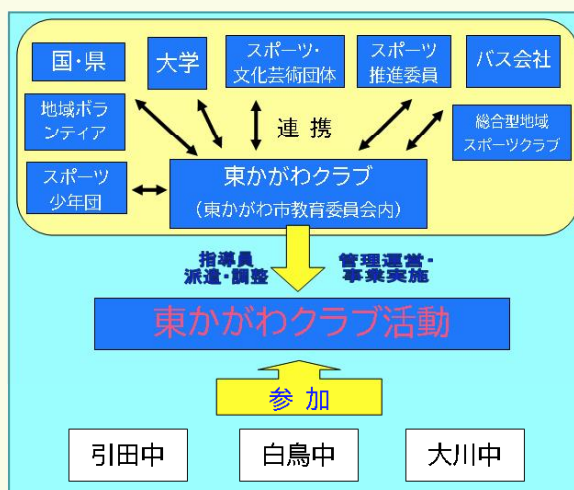 国・県
大学
スポーツ・
文化芸術団体
スポーツ
推進委員
バス会社
地域ボラ
ンティア
連 携
総合型地域
スポーツクラブ
スポーツ
少年団
東かがわクラブ
(東かがわ市教育委員会内)
指導員
派遣・調整
管理運営・
事業実施
東かがわクラブ活動
参 加
引田中
白鳥中
大川中